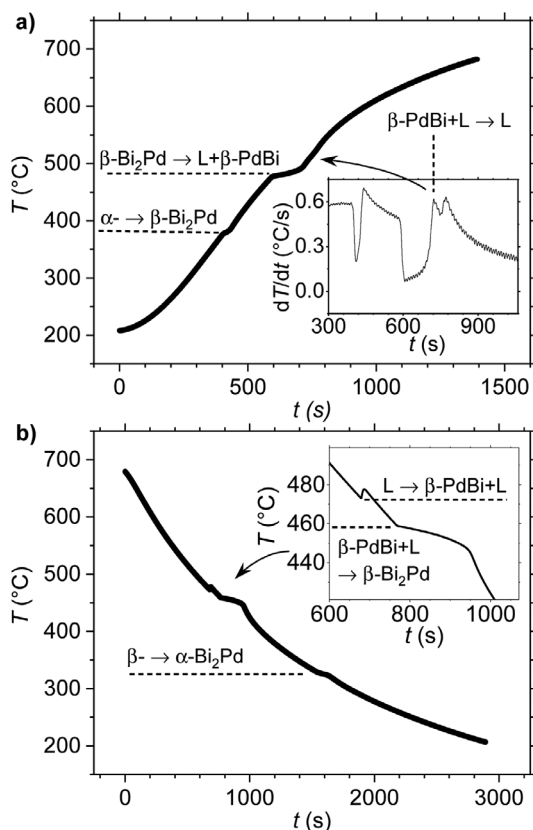 a)
700
600
500
400
300
200
T (°C)
β-Bi₂Pd → L+β-PdBi
α- → β-Bi₂Pd
β-PdBi+L → L
0.6
0.3
0.0
dT/dt (°C/s)
300 600 900
t (s)
0 500 1000 1500
t (s)
b)
700
600
500
400
300
200
T (°C)
β- → α-Bi₂Pd
480
460
440
T (°C)
L → β-PdBi+L
β-PdBi+L
→ β-Bi₂Pd
600 800 1000
t (s)
0 1000 2000 3000
t (s)